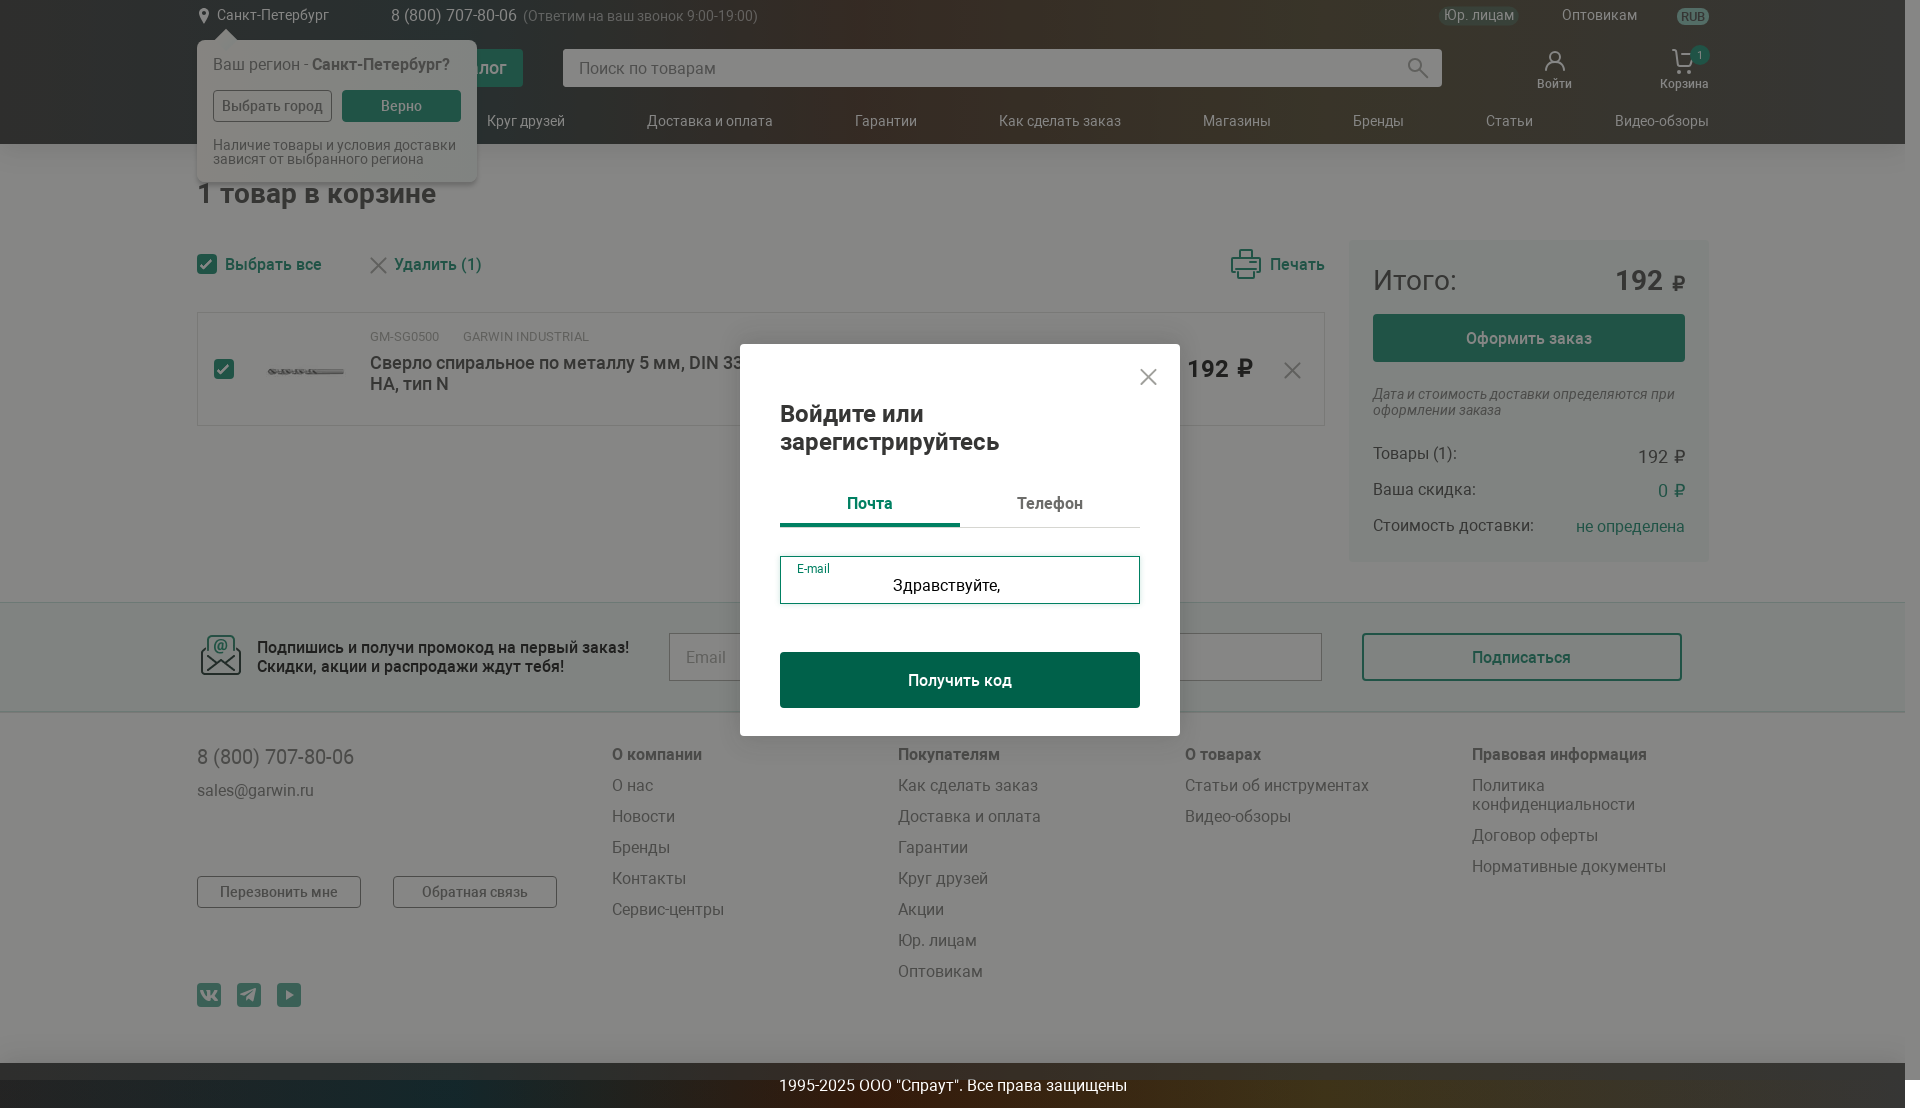 Санкт-Петербург
8 (800) 707-80-06 (Ответим на ваш звонок 9:00-19:00)
Юр. лицам
Оптовикам
RUB
Ваш регион - Санкт-Петербург?
Выбрать город
Верно
Наличие товары и условия доставки
зависят от выбранного региона
Поиск по товарам
Войти
1
Корзина
Круг друзей
Доставка и оплата
Гарантии
Как сделать заказ
Магазины
Бренды
Статьи
Видео-обзоры
1 товар в корзине
Выбрать все
Удалить (1)
Печать
GM-SG0500
GARWIN INDUSTRIAL
Сверло спиральное по металлу 5 мм, DIN 33
НА, тип N
192 ₽
Итого:
192 ₽
Оформить заказ
Дата и стоимость доставки определяются при
оформлении заказа
Товары (1):
192 ₽
Ваша скидка:
0 ₽
Стоимость доставки:
не определена
Войдите или
зарегистрируйтесь
Почта
Телефон
E-mail
Здравствуйте,
Получить код
Подпишись и получи промокод на первый заказ!
Скидки, акции и распродажи ждут тебя!
Email
Подписаться
8 (800) 707-80-06
sales@garwin.ru
Перезвонить мне
Обратная связь
О компании
О нас
Новости
Бренды
Контакты
Сервис-центры
Покупателям
Как сделать заказ
Доставка и оплата
Гарантии
Круг друзей
Акции
Юр. лицам
Оптовикам
О товарах
Статьи об инструментах
Видео-обзоры
Правовая информация
Политика
конфиденциальности
Договор оферты
Нормативные документы
1995-2025 ООО "Спраут". Все права защищены